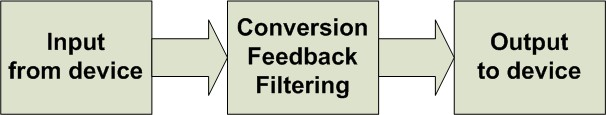 Input
from device
Conversion
Feedback
Filtering
Output
to device